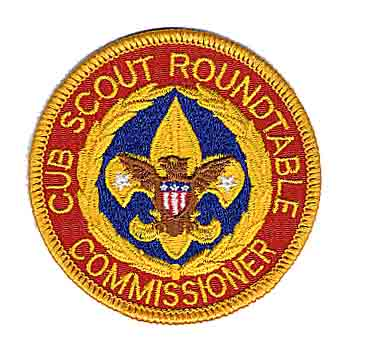 CUB SCOUT ROUNDTABLE
COMMISSIONER